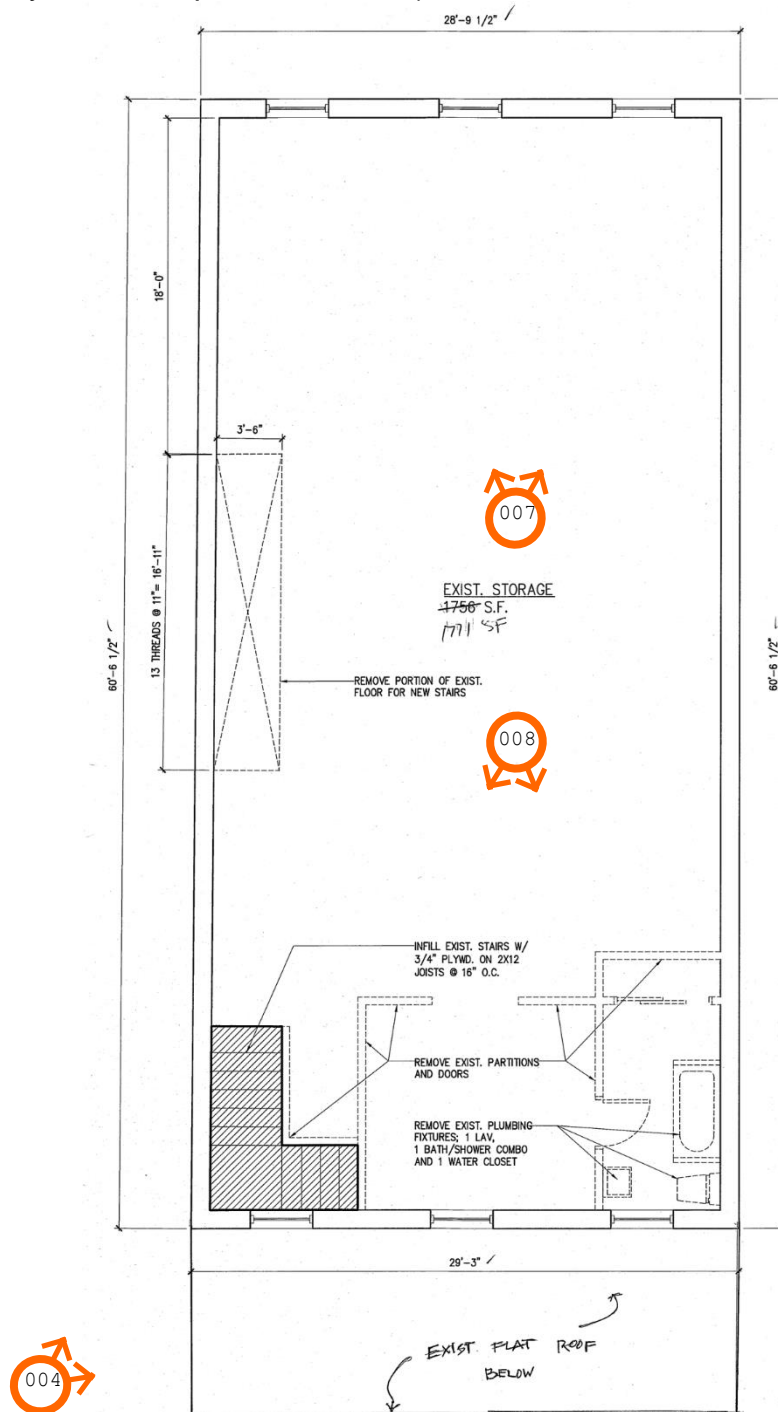 28'-9 1/2"
18'-0"
3'-6"
007
EXIST. STORAGE
1756 S.F.
1771 SF
13 THREADS @ 11"= 16'-11"
60'-6 1/2"
60'-6 1/2"
REMOVE PORTION OF EXIST.
FLOOR FOR NEW STAIRS
008
INFILL EXIST. STAIRS W/
3/4" PLYWD. ON 2X12
JOISTS @ 16" O.C.
REMOVE EXIST. PARTITIONS
AND DOORS
REMOVE EXIST. PLUMBING
FIXTURES; 1 LAV,
1 BATH/SHOWER COMBO
AND 1 WATER CLOSET
29'-3"
EXIST. FLAT ROOF
BELOW
004